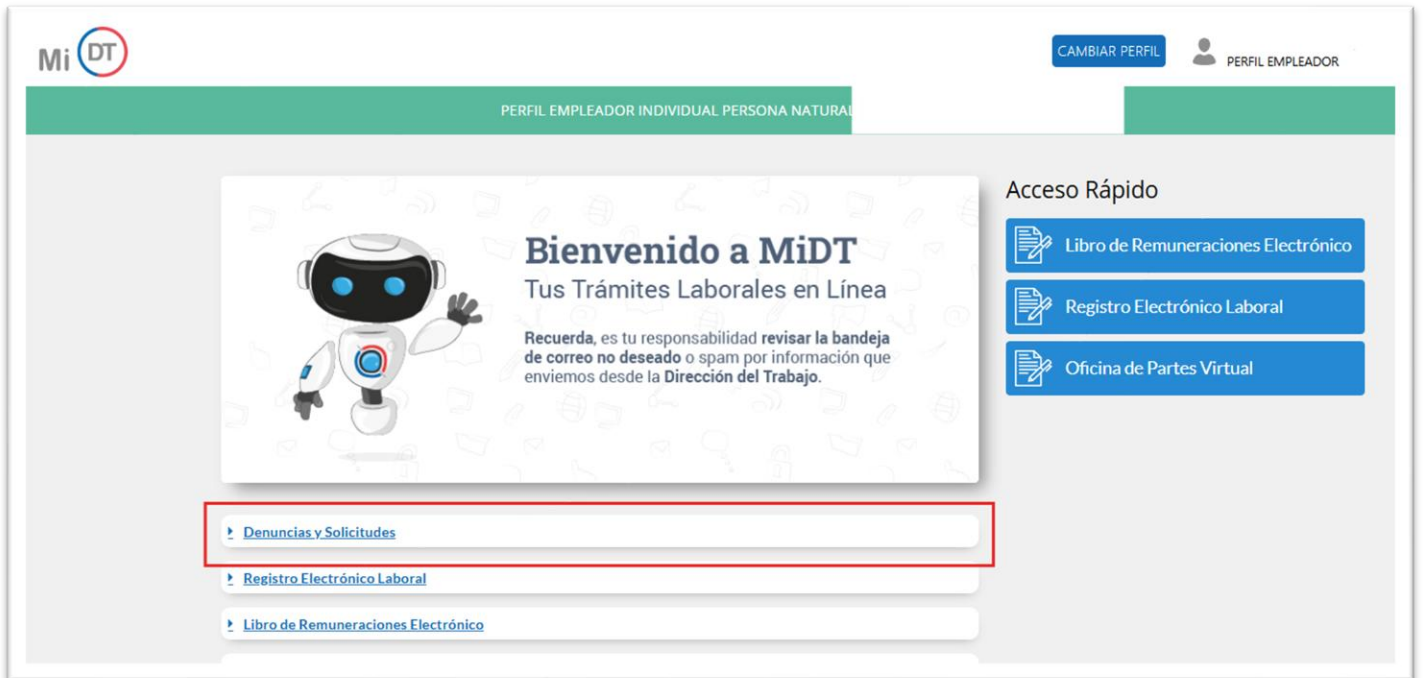 Mi DT
CAMBIAR PERFIL
PERFIL EMPLEADOR
PERFIL EMPLEADOR INDIVIDUAL PERSONA NATURAL
Bienvenido a MiDT
Tus Trámites Laborales en Línea
Recuerda, es tu responsabilidad revisar la bandeja
de correo no deseado o spam por información que
enviemos desde la Dirección del Trabajo.
Acceso Rápido
Libro de Remuneraciones Electrónico
Registro Electrónico Laboral
Oficina de Partes Virtual
Denuncias y Solicitudes
Registro Electrónico Laboral
Libro de Remuneraciones Electrónico